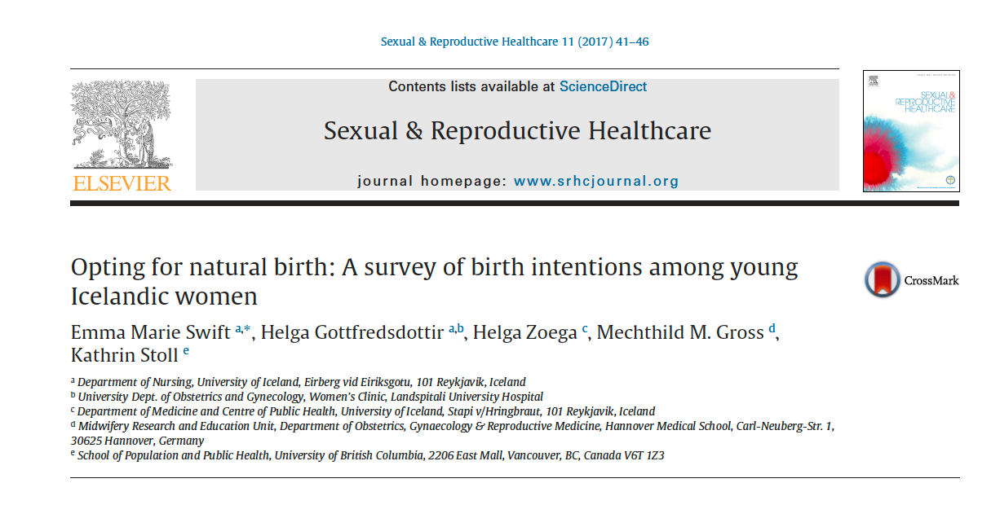 Sexual & Reproductive Healthcare 11 (2017) 41–46
Contents lists available at ScienceDirect
Sexual & Reproductive Healthcare
journal homepage: www.srhcjournal.org
ELSEVIER
SEXUAL&
REPRODUCTIVE
HEALTHCARE
Opting for natural birth: A survey of birth intentions among young
Icelandic women
CrossMark
Emma Marie Swift a,*, Helga Gottfredsdottir a,b, Helga Zoega c, Mechthild M. Gross d,
Kathrin Stoll e
a Department of Nursing, University of Iceland, Eirberg vid Eiriksgotu, 101 Reykjavik, Iceland
b University Dept. of Obstetrics and Gynecology, Women's Clinic, Landspitali University Hospital
c Department of Medicine and Centre of Public Health, University of Iceland, Stapi v/Hringbraut, 101 Reykjavik, Iceland
d Midwifery Research and Education Unit, Department of Obstetrics, Gynaecology & Reproductive Medicine, Hannover Medical School, Carl-Neuberg-Str. 1,
30625 Hannover, Germany
e School of Population and Public Health, University of British Columbia, 2206 East Mall, Vancouver, BC, Canada V6T 1Z3